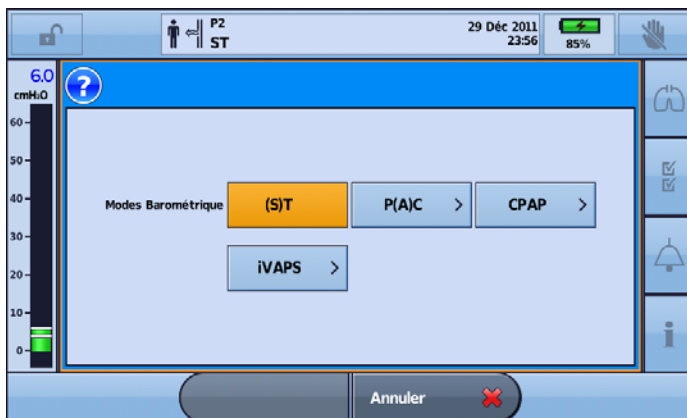 P2
ST
29 Déc 2011
23:56
85%
6.0
cmH2O
60
50
40
30
20
10
0
?
Modes Barométrique
(S)T
P(A)C >
CPAP >
iVAPS >
i
Annuler